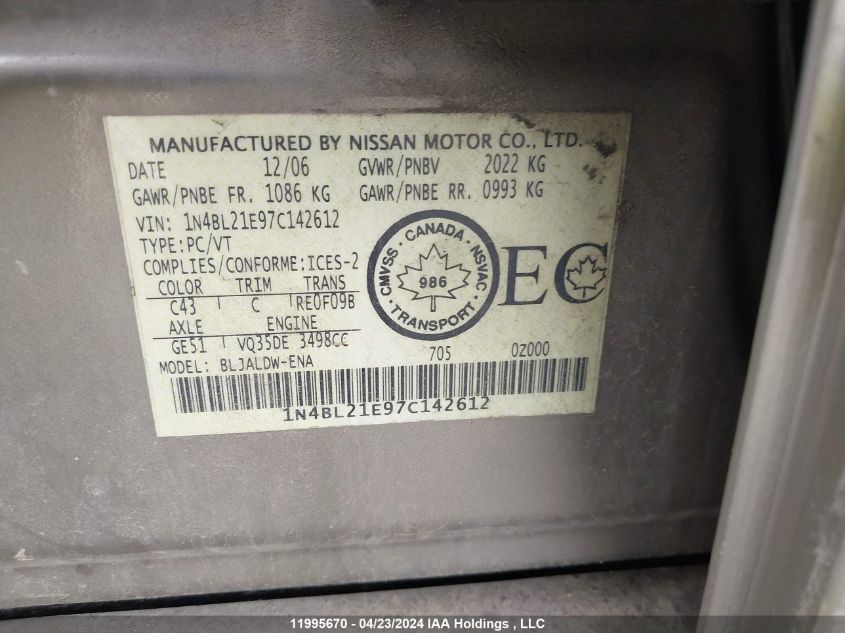 MANUFACTURED BY NISSAN MOTOR CO., LTD.
DATE 12/06 GVWR/PNBV 2022 KG
GAWR/PNBE FR. 1086 KG GAWR/PNBE RR. 0993 KG
VIN: 1N4BL21E97C142612
TYPE:PC/VT
COMPLIES/CONFORME:ICES-2
COLOR TRIM TRANS
C43 C RE0F09B
AXLE ENGINE
GE51 VQ35DE 3498CC
MODEL: BLJALDW-ENA
CMVSS · CANADA · NSVAC
986
· TRANSPORT ·
EC
705 0Z000
1N4BL21E97C142612
11995670 - 04/23/2024 IAA Holdings , LLC